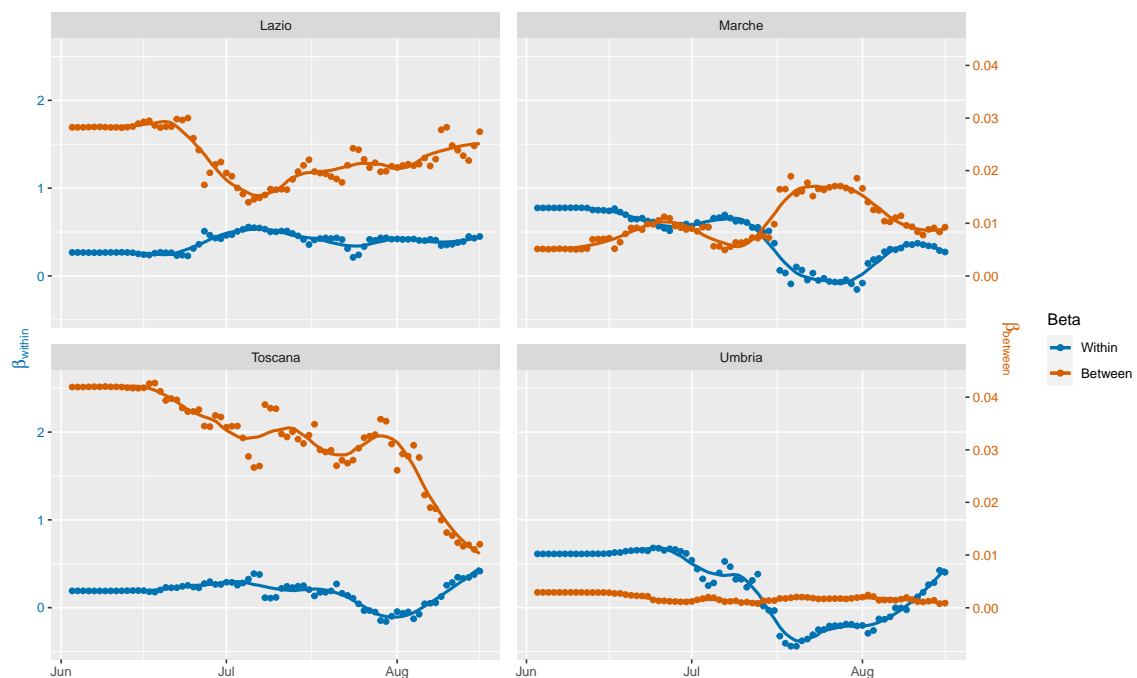 Lazio
Marche
2
1
0
0.04
0.03
0.02
0.01
0.00
βwithin
βbetween
Beta
Within
Between
Toscana
Umbria
2
1
0
0.04
0.03
0.02
0.01
0.00
Jun Jul Aug
Jun Jul Aug